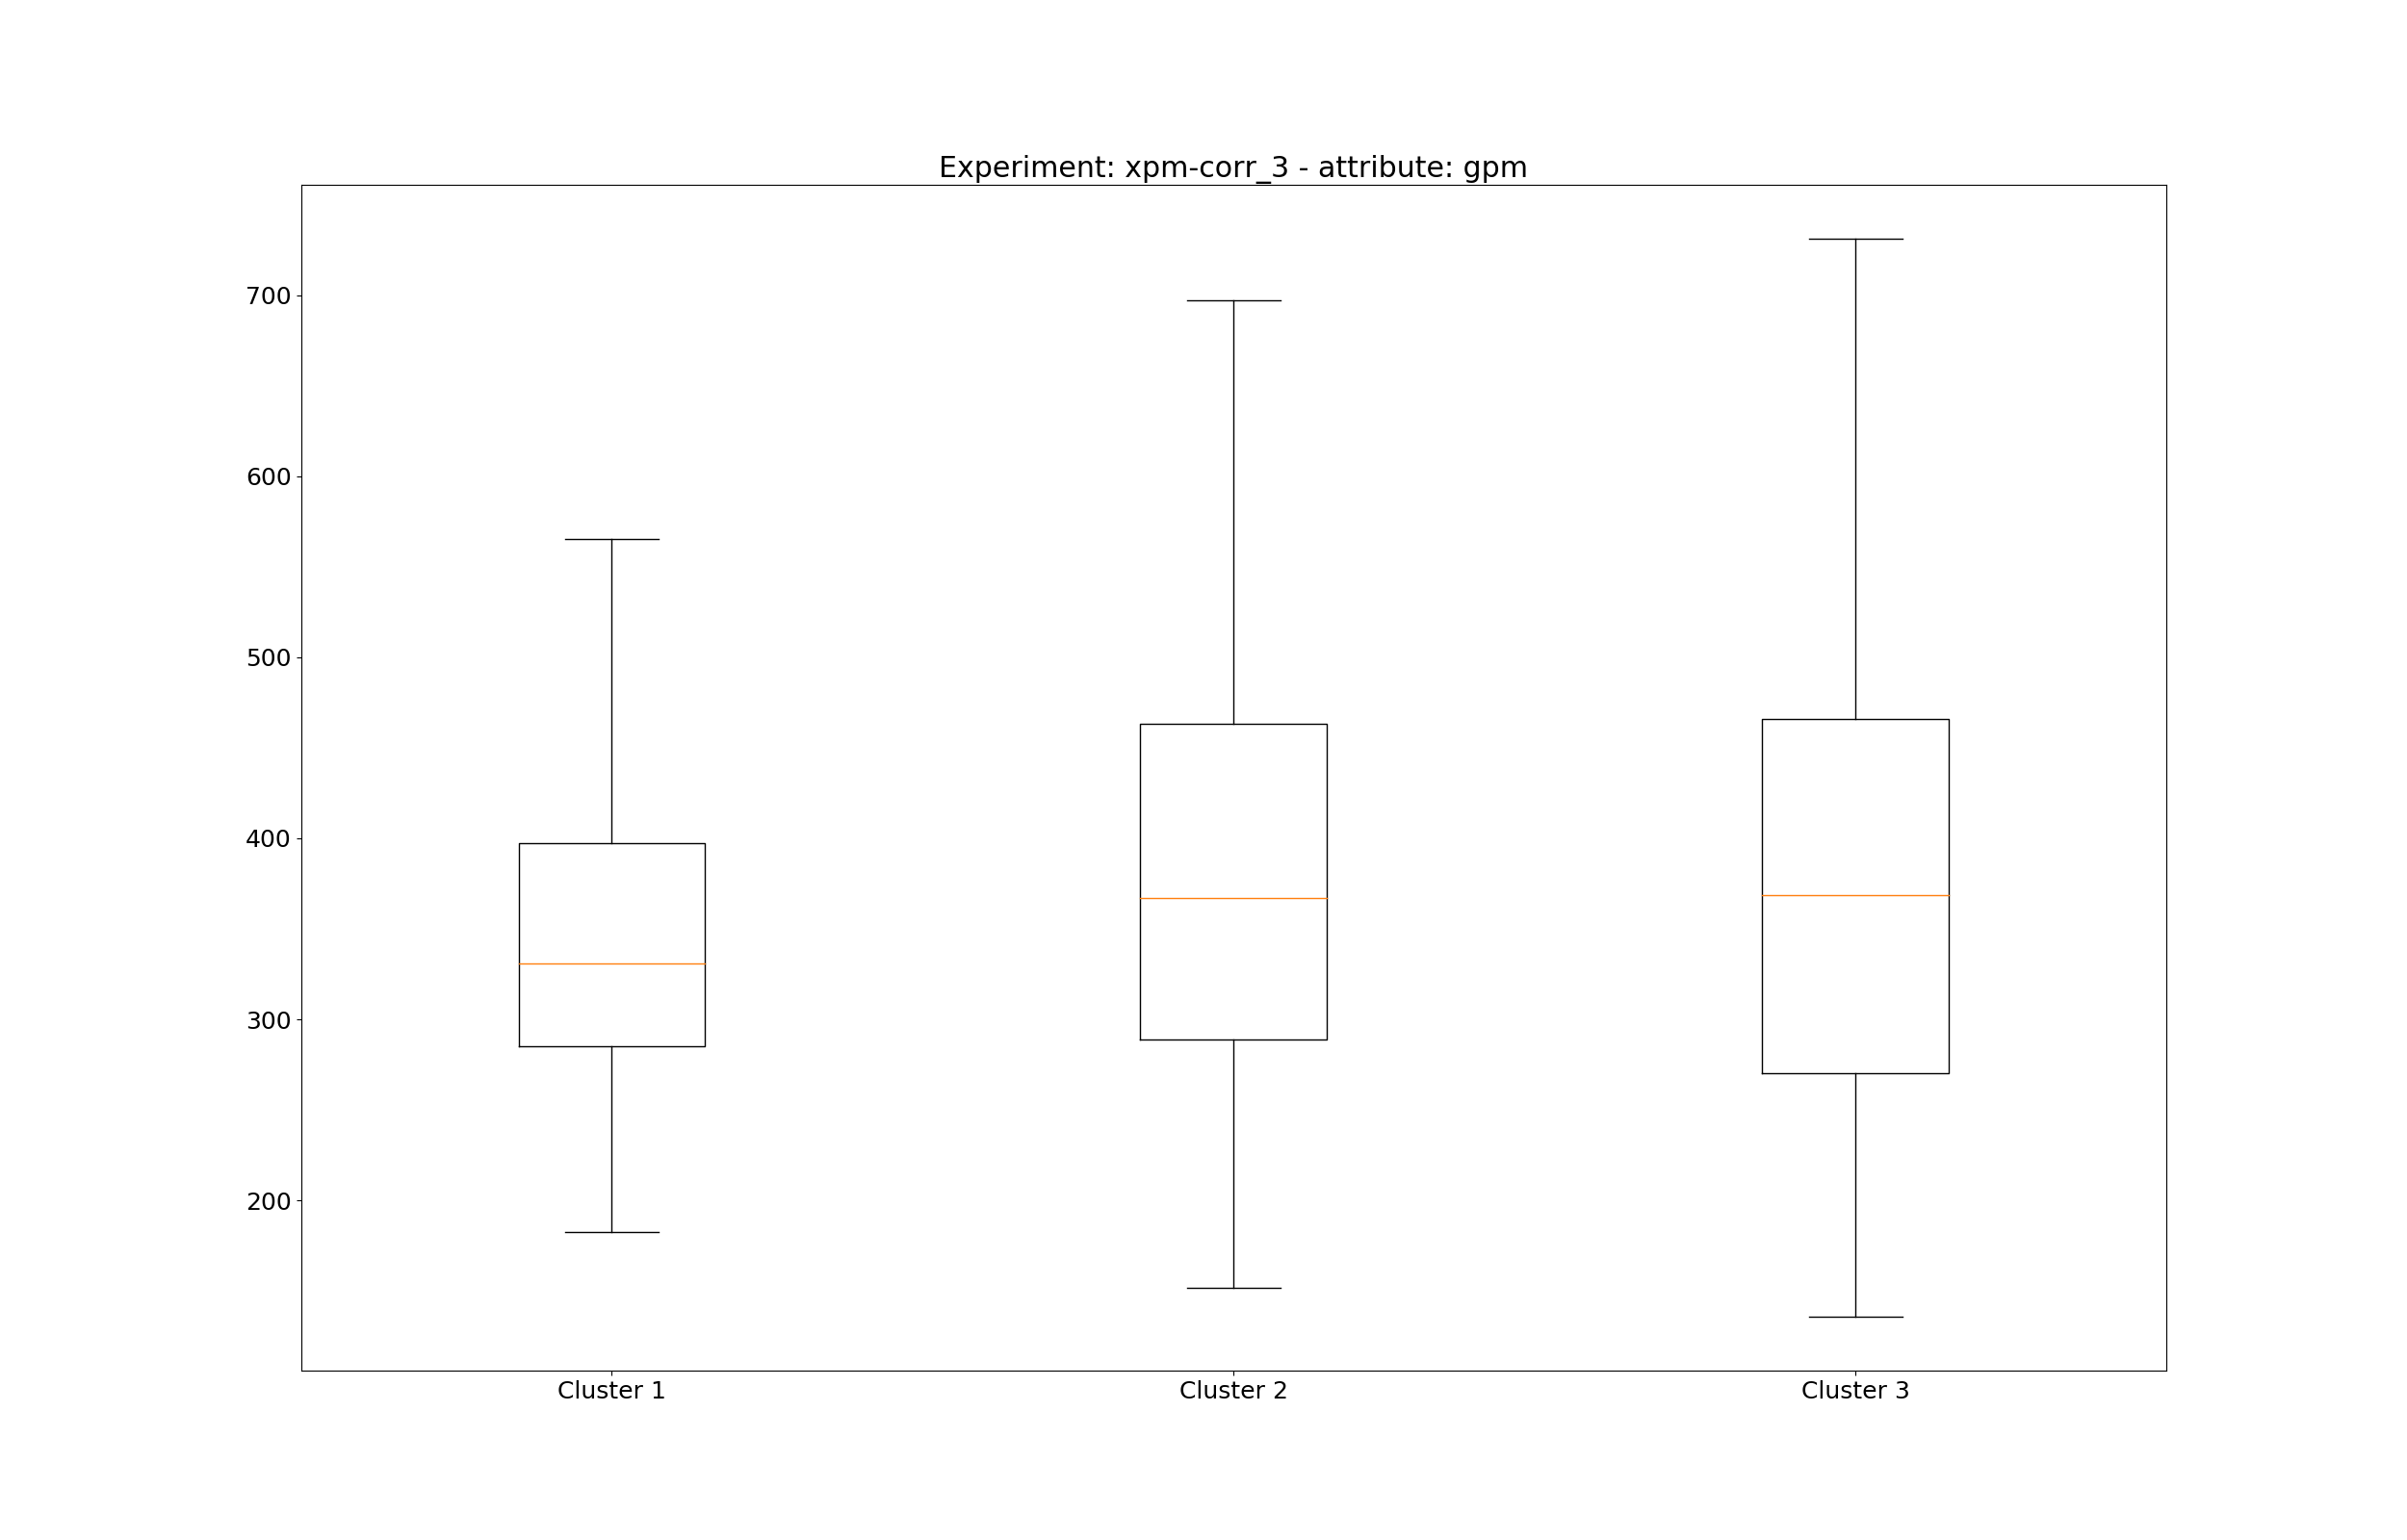 Experiment: xpm-corr_3 - attribute: gpm
700
600
500
400
300
200
Cluster 1
Cluster 2
Cluster 3